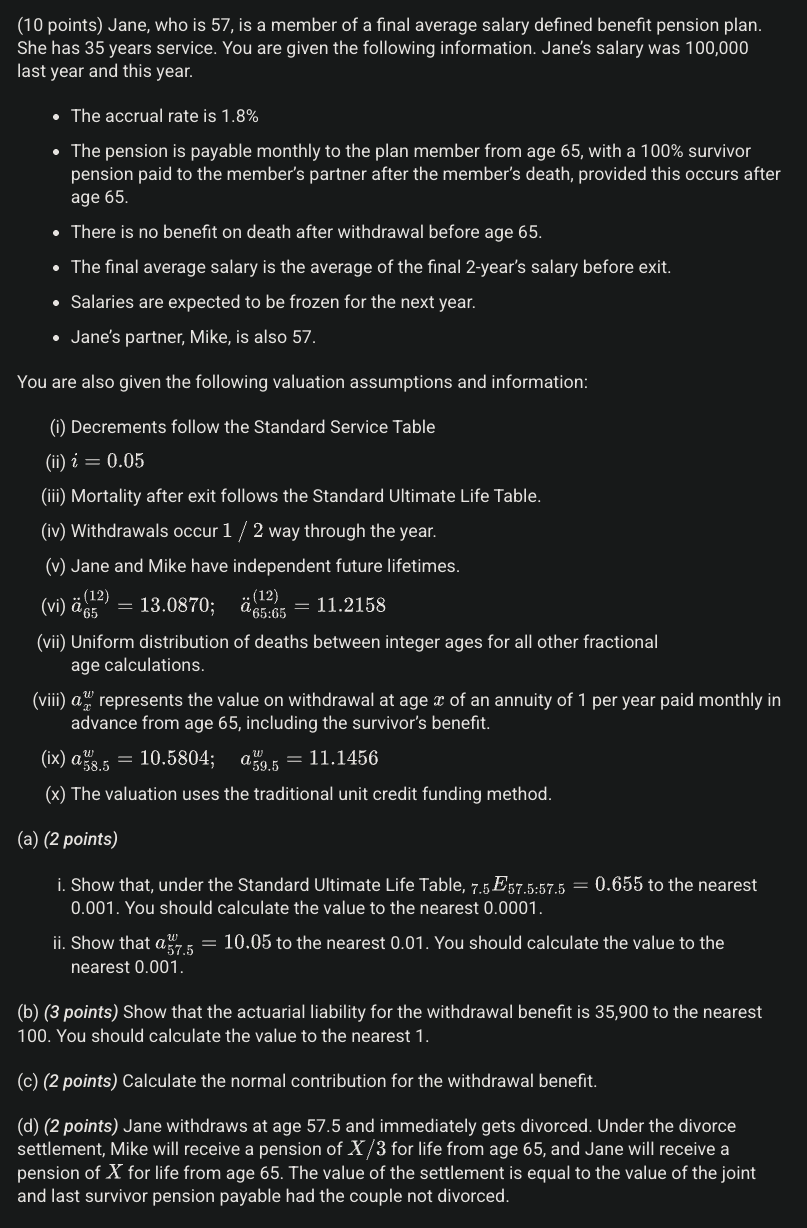 (10 points) Jane, who is 57, is a member of a final average salary defined benefit pension plan.
She has 35 years service. You are given the following information. Jane's salary was 100,000
last year and this year.
• The accrual rate is 1.8%
• The pension is payable monthly to the plan member from age 65, with a 100% survivor
pension paid to the member's partner after the member's death, provided this occurs after
age 65.
• There is no benefit on death after withdrawal before age 65.
• The final average salary is the average of the final 2-year's salary before exit.
• Salaries are expected to be frozen for the next year.
• Jane's partner, Mike, is also 57.
You are also given the following valuation assumptions and information:
(i) Decrements follow the Standard Service Table
(ii) $i = 0.05$
(iii) Mortality after exit follows the Standard Ultimate Life Table.
(iv) Withdrawals occur $1 / 2$ way through the year.
(v) Jane and Mike have independent future lifetimes.
(vi) $\ddot{a}_{65}^{(12)} = 13.0870; \quad \ddot{a}_{65:65}^{(12)} = 11.2158$
(vii) Uniform distribution of deaths between integer ages for all other fractional
age calculations.
(viii) $a_x^w$ represents the value on withdrawal at age $x$ of an annuity of 1 per year paid monthly in
advance from age 65, including the survivor's benefit.
(ix) $a_{58.5}^w = 10.5804; \quad a_{59.5}^w = 11.1456$
(x) The valuation uses the traditional unit credit funding method.
(a) (2 points)
i. Show that, under the Standard Ultimate Life Table, ${}_{7.5}E_{57.5:57.5} = 0.655$ to the nearest
0.001. You should calculate the value to the nearest 0.0001.
ii. Show that $a_{57.5}^w = 10.05$ to the nearest 0.01. You should calculate the value to the
nearest 0.001.
(b) (3 points) Show that the actuarial liability for the withdrawal benefit is 35,900 to the nearest
100. You should calculate the value to the nearest 1.
(c) (2 points) Calculate the normal contribution for the withdrawal benefit.
(d) (2 points) Jane withdraws at age 57.5 and immediately gets divorced. Under the divorce
settlement, Mike will receive a pension of $X/3$ for life from age 65, and Jane will receive a
pension of $X$ for life from age 65. The value of the settlement is equal to the value of the joint
and last survivor pension payable had the couple not divorced.